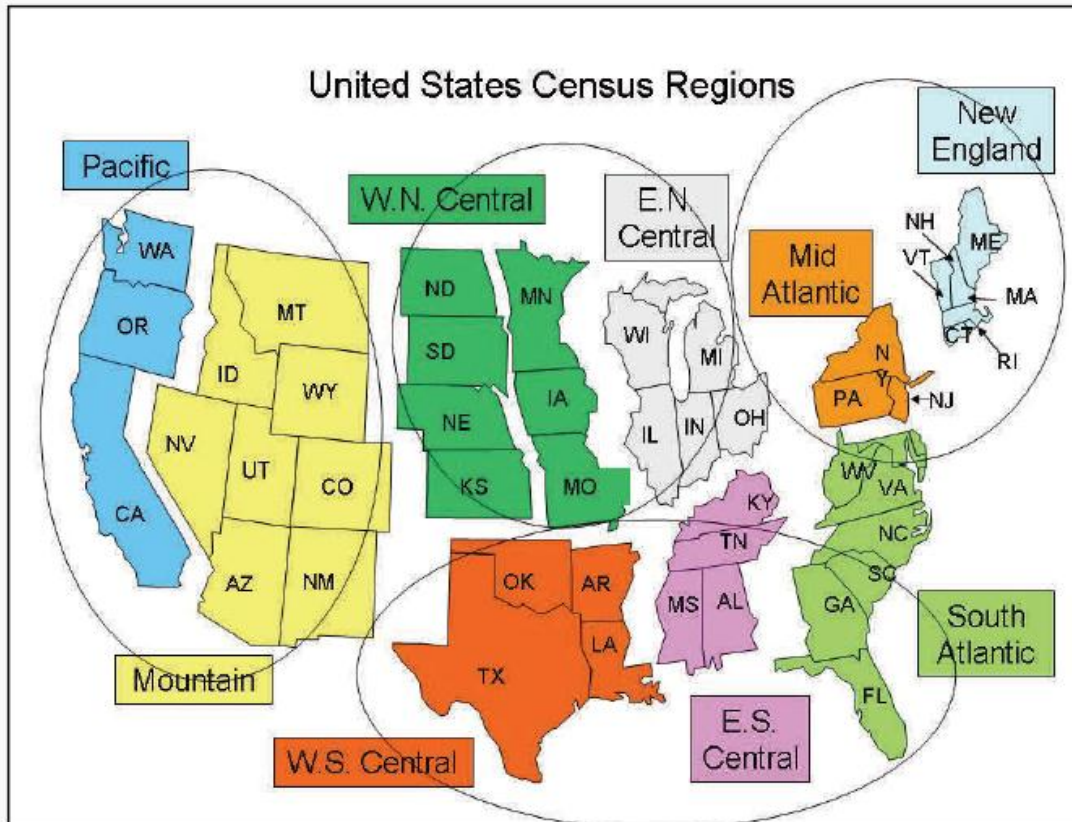 United States Census Regions
New
England
Pacific
W.N. Central
E.N.
Central
NH
ME
VT
Mid
Atlantic
MA
WA
ND
MN
OR
MT
WI
MI
CT
RI
SD
N
Y
ID
WY
IA
PA
NJ
NE
IL
IN
OH
NV
UT
CO
KS
MO
WV
VA
CA
KY
NC
TN
AZ
NM
OK
AR
SC
MS
AL
GA
South
Atlantic
LA
TX
Mountain
FL
E.S.
Central
W.S. Central